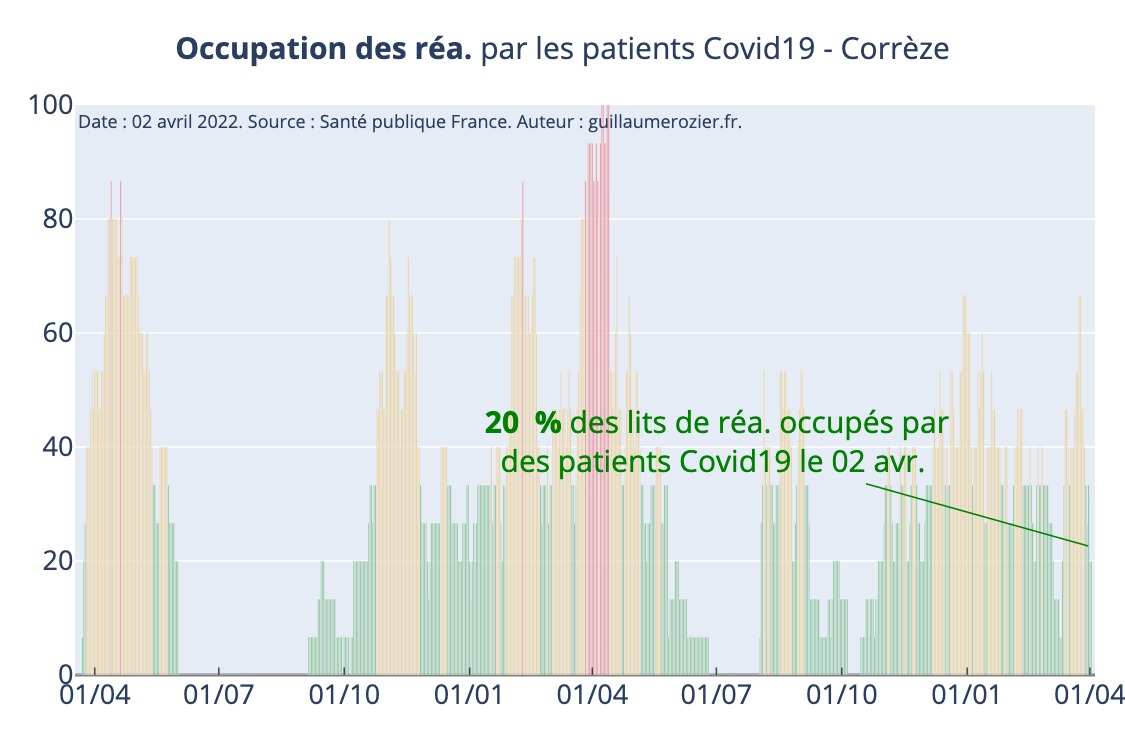 Occupation des réa. par les patients Covid19 - Corrèze
100
Date : 02 avril 2022. Source : Santé publique France. Auteur : guillaumerozier.fr.
80
60
20 % des lits de réa. occupés par
des patients Covid19 le 02 avr.
40
20
0
01/04 01/07 01/10 01/01 01/04 01/07 01/10 01/01 01/04